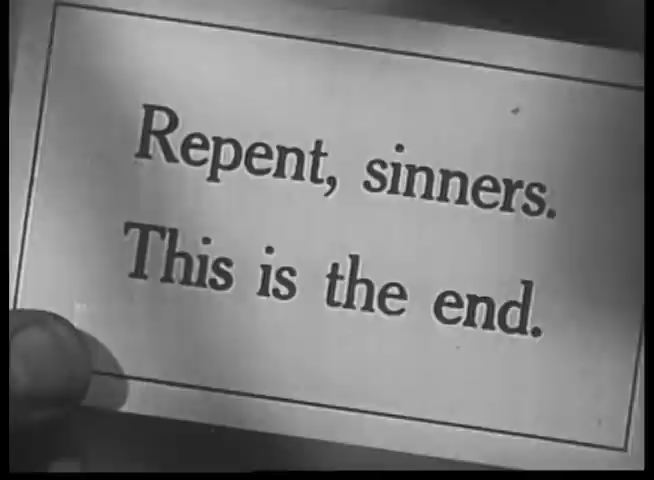 Repent, sinners.
This is the end.